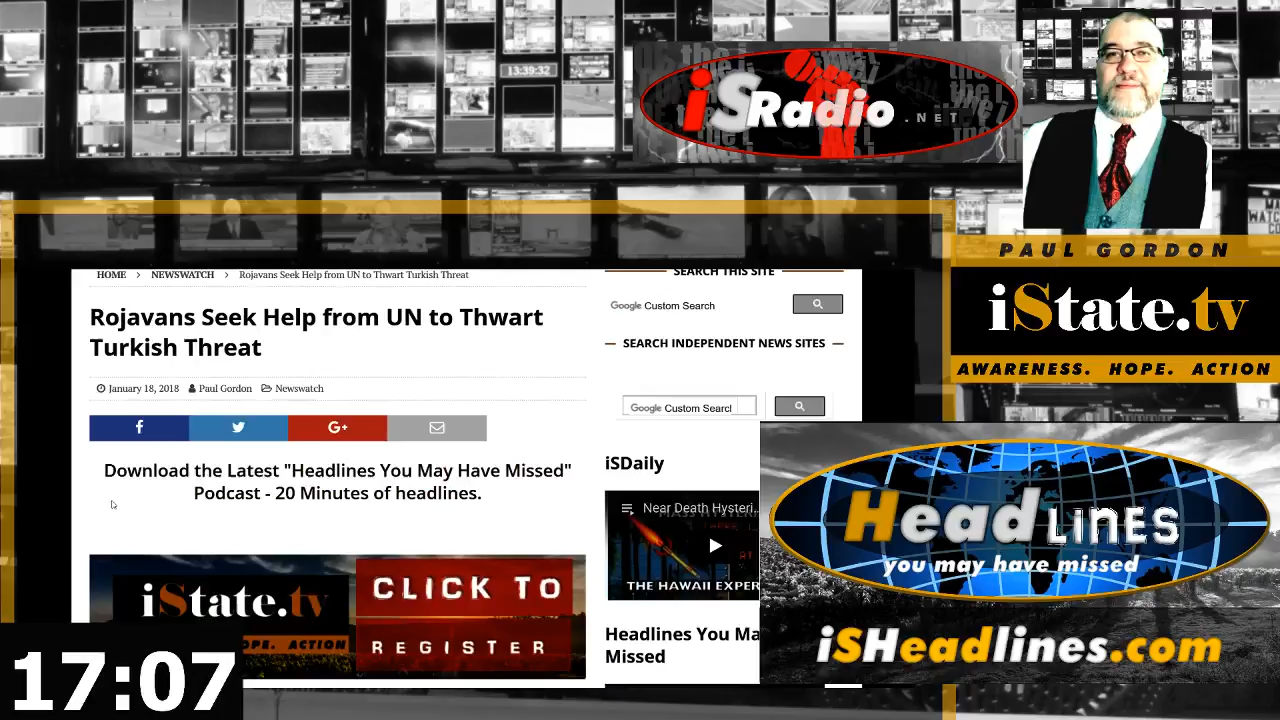 13:39:32
iSRadio.NET
PAUL GORDON
iState.tv
AWARENESS. HOPE. ACTION
HOME > NEWSWATCH > Rojavans Seek Help from UN to Thwart Turkish Threat
Rojavans Seek Help from UN to Thwart
Turkish Threat
January 18, 2018 Paul Gordon Newswatch
f G+
Download the Latest "Headlines You May Have Missed"
Podcast - 20 Minutes of headlines.
iState.tv
OPE. ACTION
CLICK TO
REGISTER
SEARCH THIS SITE
Google Custom Search
SEARCH INDEPENDENT NEWS SITES
Google Custom Search
iSDaily
Near Death Hysteri...
THE HAWAII EXPER
Headlines You Ma
Missed
HeadLINES
you may have missed
iSHeadlines.com
17:07